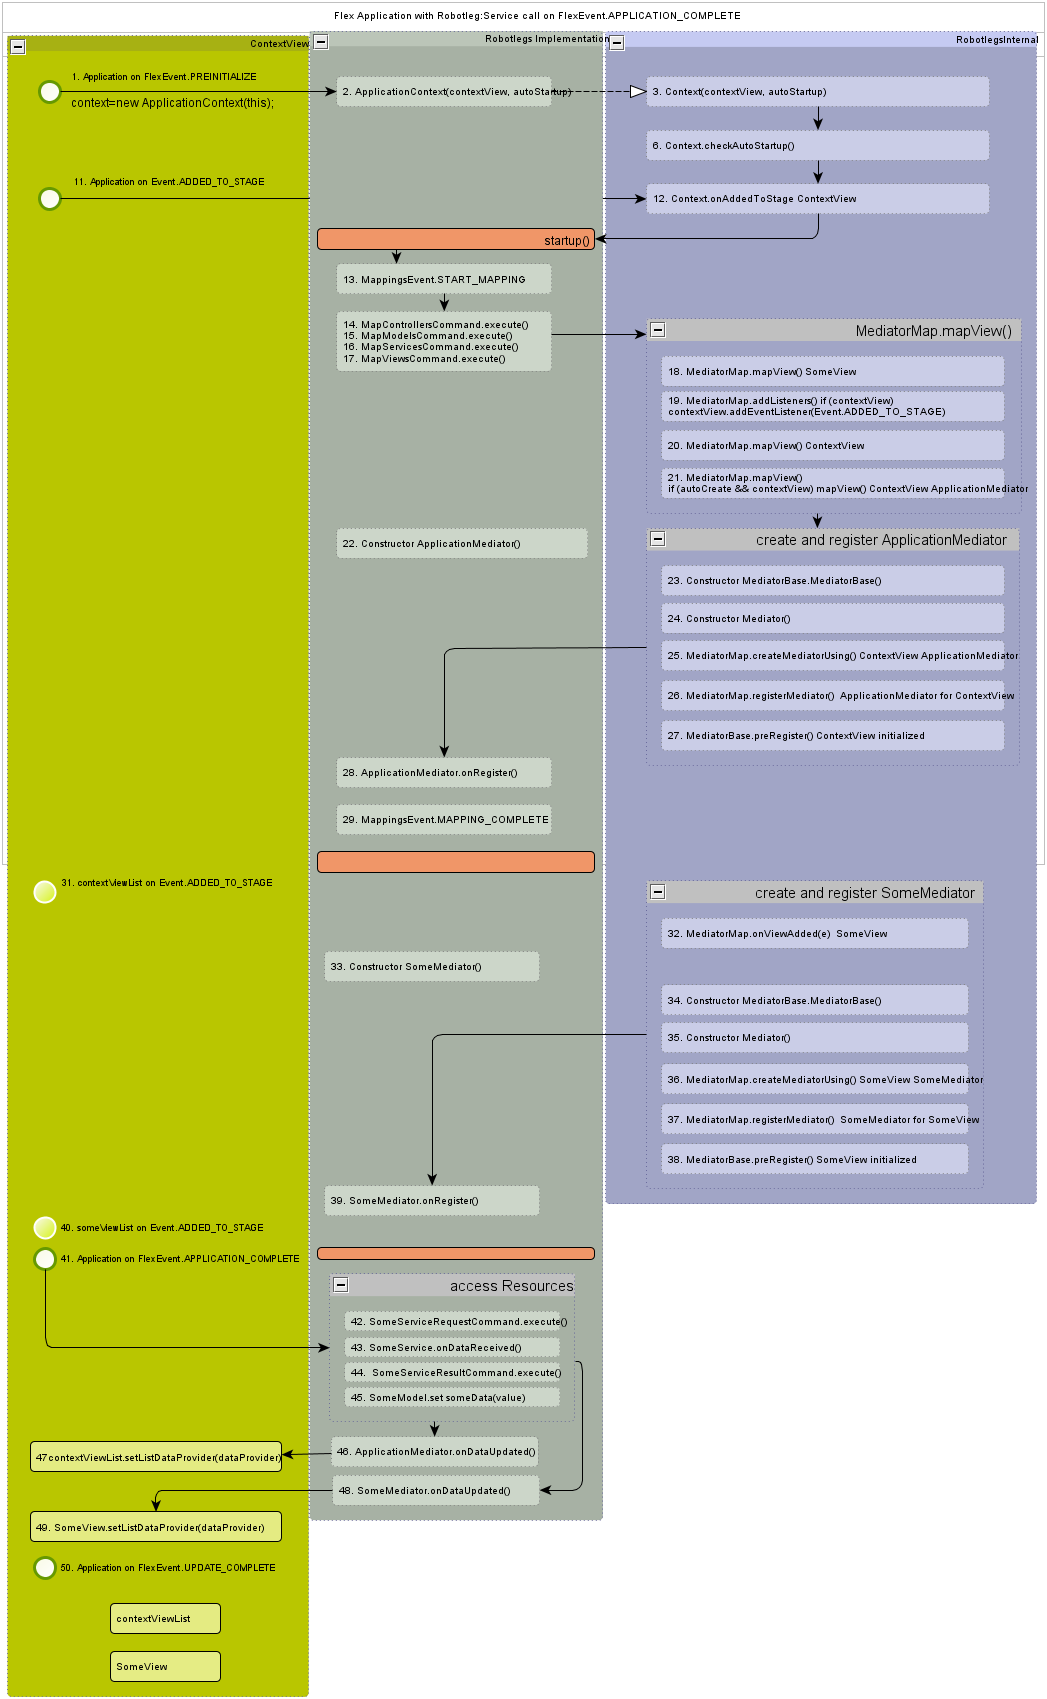 Flex Application with Robotleg:Service call on FlexEvent.APPLICATION_COMPLETE
ContextView
Robotlegs Implementation
RobotlegsInternal
1. Application on FlexEvent.PREINITIALIZE
context=new ApplicationContext(this);
2. ApplicationContext(contextView, autoStartup)
3. Context(contextView, autoStartup)
6. Context.checkAutoStartup()
11. Application on Event.ADDED_TO_STAGE
12. Context.onAddedToStage ContextView
startup()
13. MappingsEvent.START_MAPPING
14. MapControllersCommand.execute()
15. MapModelsCommand.execute()
16. MapServicesCommand.execute()
17. MapViewsCommand.execute()
MediatorMap.mapView()
18. MediatorMap.mapView() SomeView
19. MediatorMap.addListeners() if (contextView)
contextView.addEventListener(Event.ADDED_TO_STAGE)
20. MediatorMap.mapView() ContextView
21. MediatorMap.mapView()
if (autoCreate && contextView) mapView() ContextView ApplicationMediator
22. Constructor ApplicationMediator()
create and register ApplicationMediator
23. Constructor MediatorBase.MediatorBase()
24. Constructor Mediator()
25. MediatorMap.createMediatorUsing() ContextView ApplicationMediator
26. MediatorMap.registerMediator()  ApplicationMediator for ContextView
27. MediatorBase.preRegister() ContextView initialized
28. ApplicationMediator.onRegister()
29. MappingsEvent.MAPPING_COMPLETE
31. contextViewList on Event.ADDED_TO_STAGE
create and register SomeMediator
32. MediatorMap.onViewAdded(e)  SomeView
33. Constructor SomeMediator()
34. Constructor MediatorBase.MediatorBase()
35. Constructor Mediator()
36. MediatorMap.createMediatorUsing() SomeView SomeMediator
37. MediatorMap.registerMediator()  SomeMediator for SomeView
38. MediatorBase.preRegister() SomeView initialized
39. SomeMediator.onRegister()
40. someViewList on Event.ADDED_TO_STAGE
41. Application on FlexEvent.APPLICATION_COMPLETE
access Resources
42. SomeServiceRequestCommand.execute()
43. SomeService.onDataReceived()
44.  SomeServiceResultCommand.execute()
45. SomeModel.set someData(value)
46. ApplicationMediator.onDataUpdated()
47contextViewList.setListDataProvider(dataProvider)
48. SomeMediator.onDataUpdated()
49. SomeView.setListDataProvider(dataProvider)
50. Application on FlexEvent.UPDATE_COMPLETE
contextViewList
SomeView